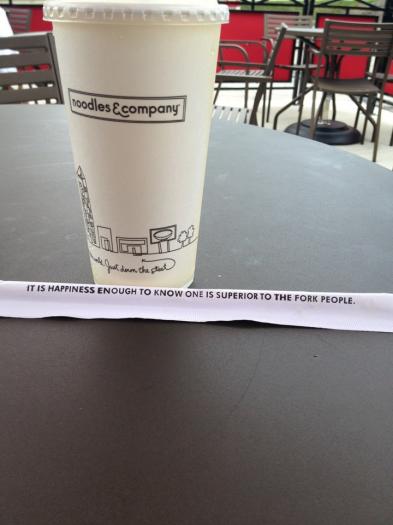 noodles & company
just down the street
IT IS HAPPINESS ENOUGH TO KNOW ONE IS SUPERIOR TO THE FORK PEOPLE.